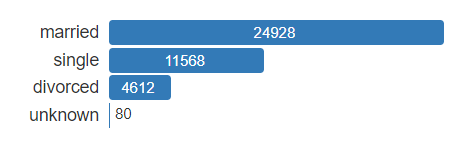 married 24928
single 11568
divorced 4612
unknown 80